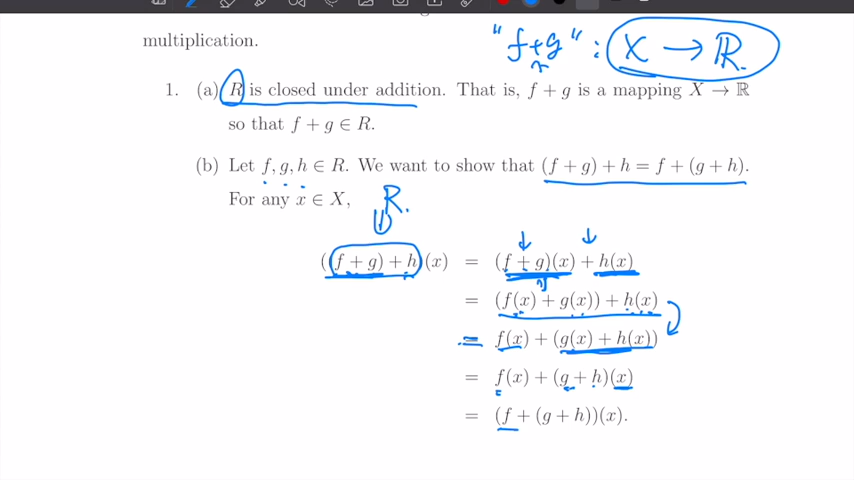 multiplication.
"f+g" : X → ℝ
1. (a) R is closed under addition. That is, f + g is a mapping X → ℝ
so that f + g ∈ R.
(b) Let f, g, h ∈ R. We want to show that (f + g) + h = f + (g + h).
For any x ∈ X,
R.
((f + g) + h)(x) = (f + g)(x) + h(x)
= (f(x) + g(x)) + h(x)
= f(x) + (g(x) + h(x))
= f(x) + (g + h)(x)
= (f + (g + h))(x).